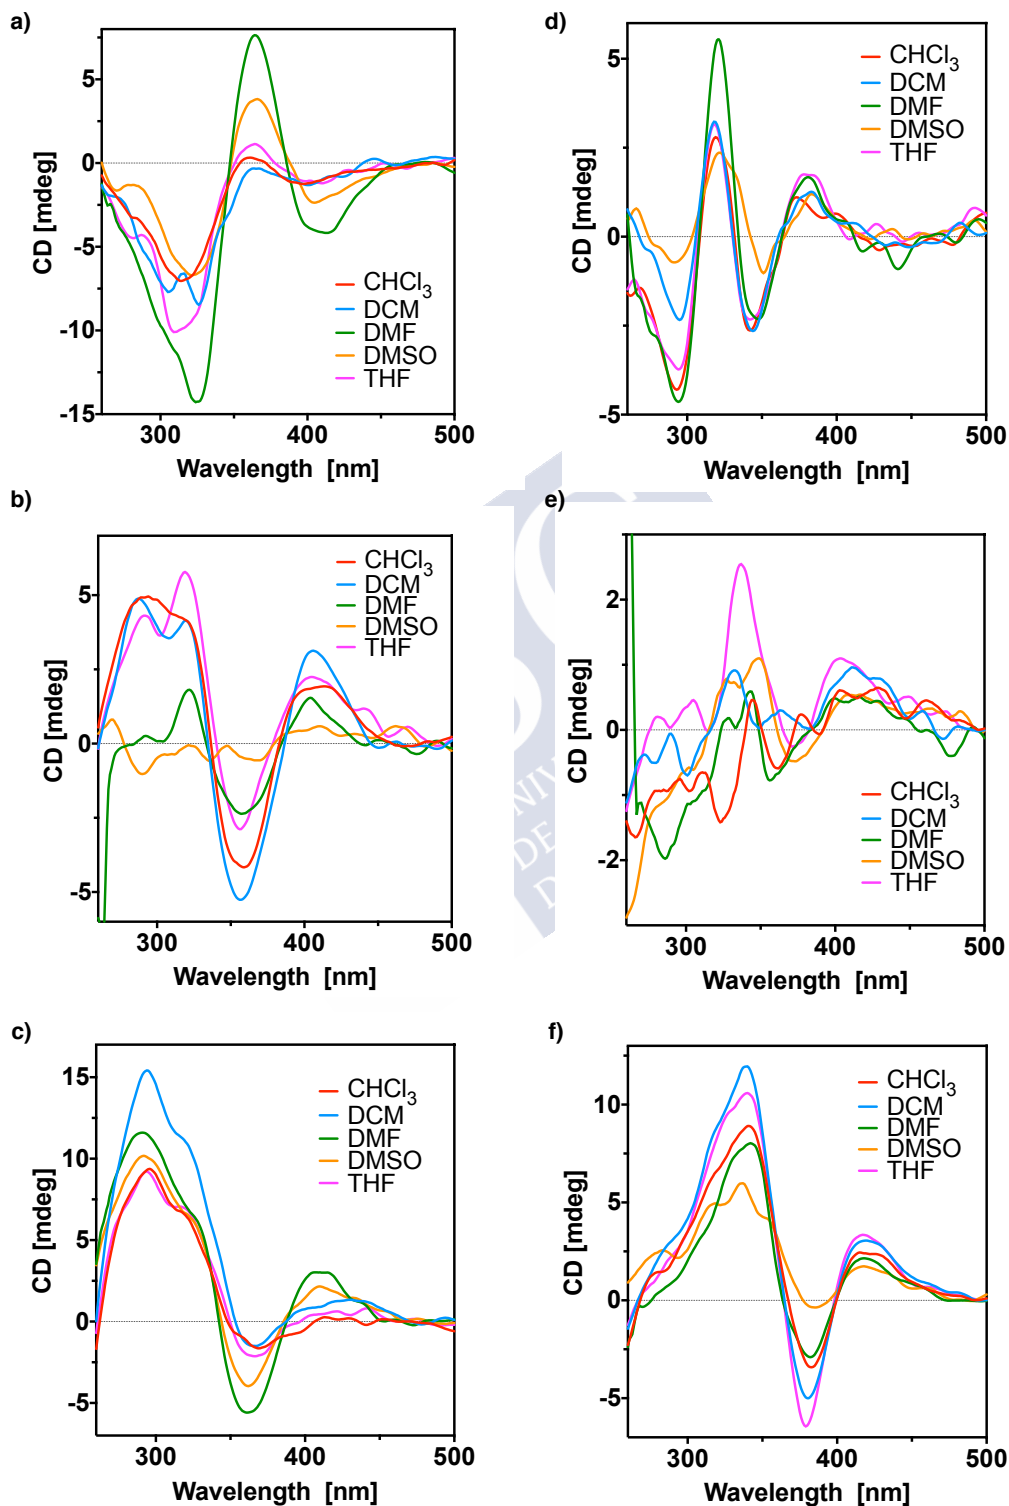 a)
CD [mdeg]
5
0
-5
-10
-15
300
400
500
Wavelength [nm]
CHCl3
DCM
DMF
DMSO
THF
d)
CD [mdeg]
5
0
-5
300
400
500
Wavelength [nm]
CHCl3
DCM
DMF
DMSO
THF
b)
CD [mdeg]
5
0
-5
300
400
500
Wavelength [nm]
CHCl3
DCM
DMF
DMSO
THF
e)
CD [mdeg]
2
0
-2
300
400
500
Wavelength [nm]
CHCl3
DCM
DMF
DMSO
THF
c)
CD [mdeg]
15
10
5
0
-5
300
400
500
Wavelength [nm]
CHCl3
DCM
DMF
DMSO
THF
f)
CD [mdeg]
10
5
0
-5
300
400
500
Wavelength [nm]
CHCl3
DCM
DMF
DMSO
THF